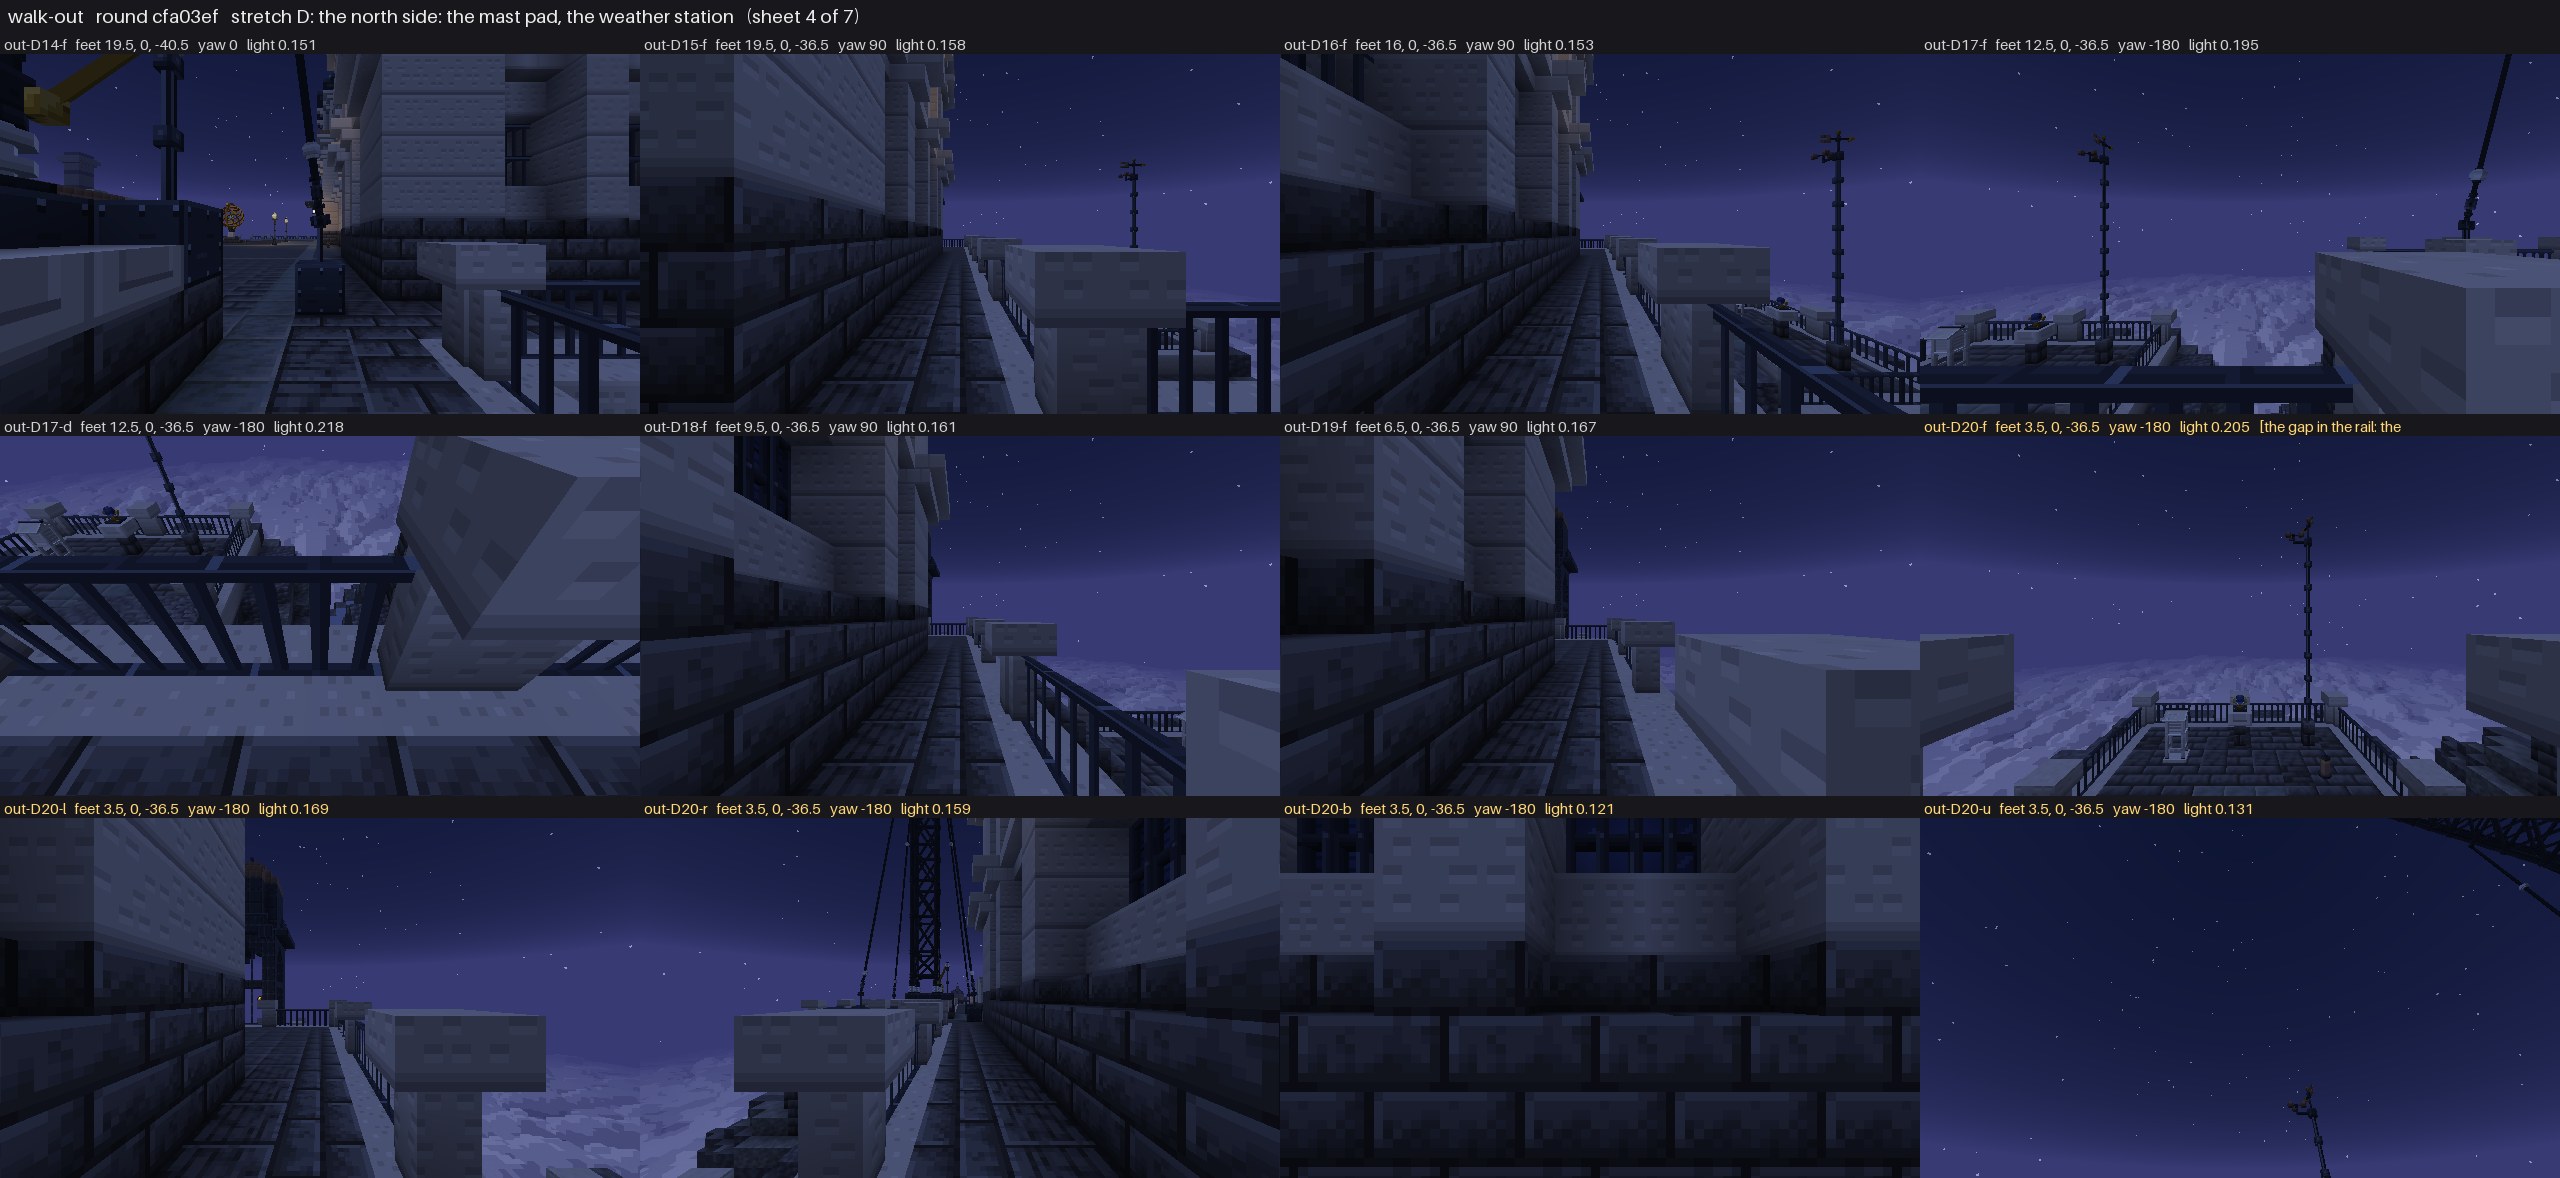 walk-out round cfa03ef stretch D: the north side: the mast pad, the weather station (sheet 4 of 7)
out-D14-f feet 19.5, 0, -40.5 yaw 0 light 0.151
out-D15-f feet 19.5, 0, -36.5 yaw 90 light 0.158
out-D16-f feet 16, 0, -36.5 yaw 90 light 0.153
out-D17-f feet 12.5, 0, -36.5 yaw -180 light 0.195
out-D17-d feet 12.5, 0, -36.5 yaw -180 light 0.218
out-D18-f feet 9.5, 0, -36.5 yaw 90 light 0.161
out-D19-f feet 6.5, 0, -36.5 yaw 90 light 0.167
out-D20-f feet 3.5, 0, -36.5 yaw -180 light 0.205 [the gap in the rail: the
out-D20-l feet 3.5, 0, -36.5 yaw -180 light 0.169
out-D20-r feet 3.5, 0, -36.5 yaw -180 light 0.159
out-D20-b feet 3.5, 0, -36.5 yaw -180 light 0.121
out-D20-u feet 3.5, 0, -36.5 yaw -180 light 0.131